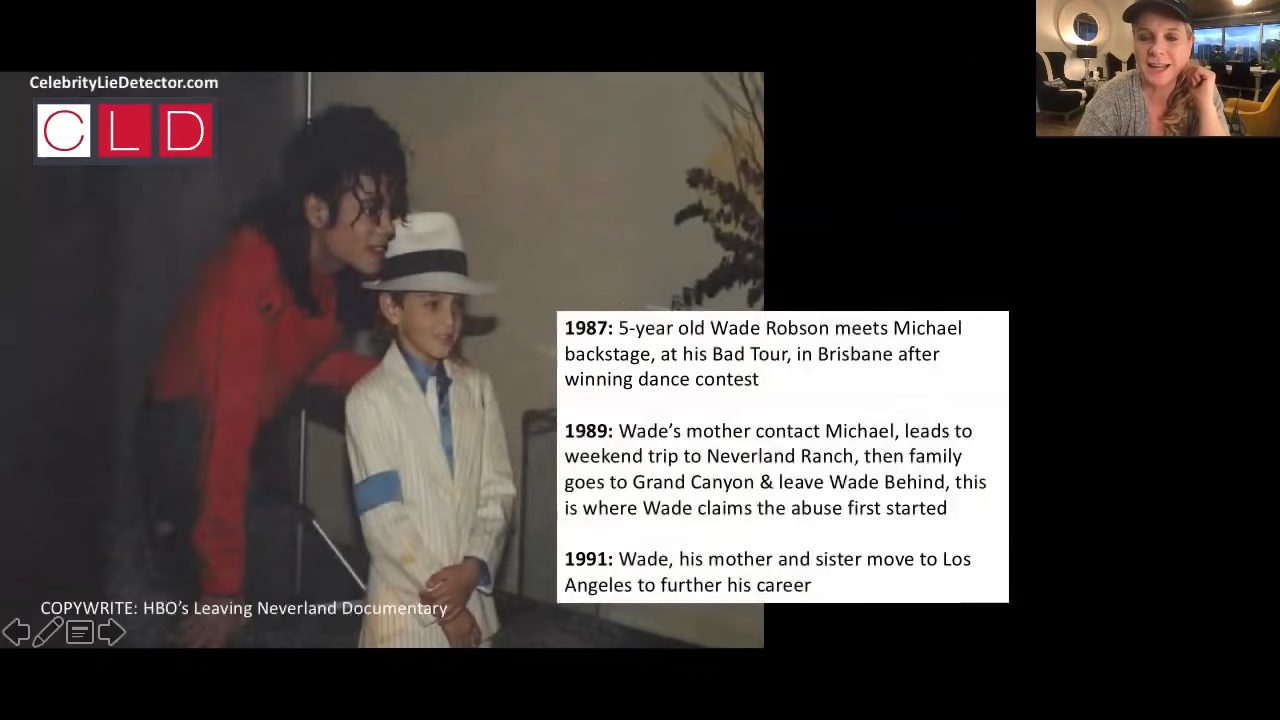 CelebrityLieDetector.com
C L D
1987: 5-year old Wade Robson meets Michael
backstage, at his Bad Tour, in Brisbane after
winning dance contest
1989: Wade’s mother contact Michael, leads to
weekend trip to Neverland Ranch, then family
goes to Grand Canyon & leave Wade Behind, this
is where Wade claims the abuse first started
1991: Wade, his mother and sister move to Los
Angeles to further his career
COPYWRITE: HBO’s Leaving Neverland Documentary